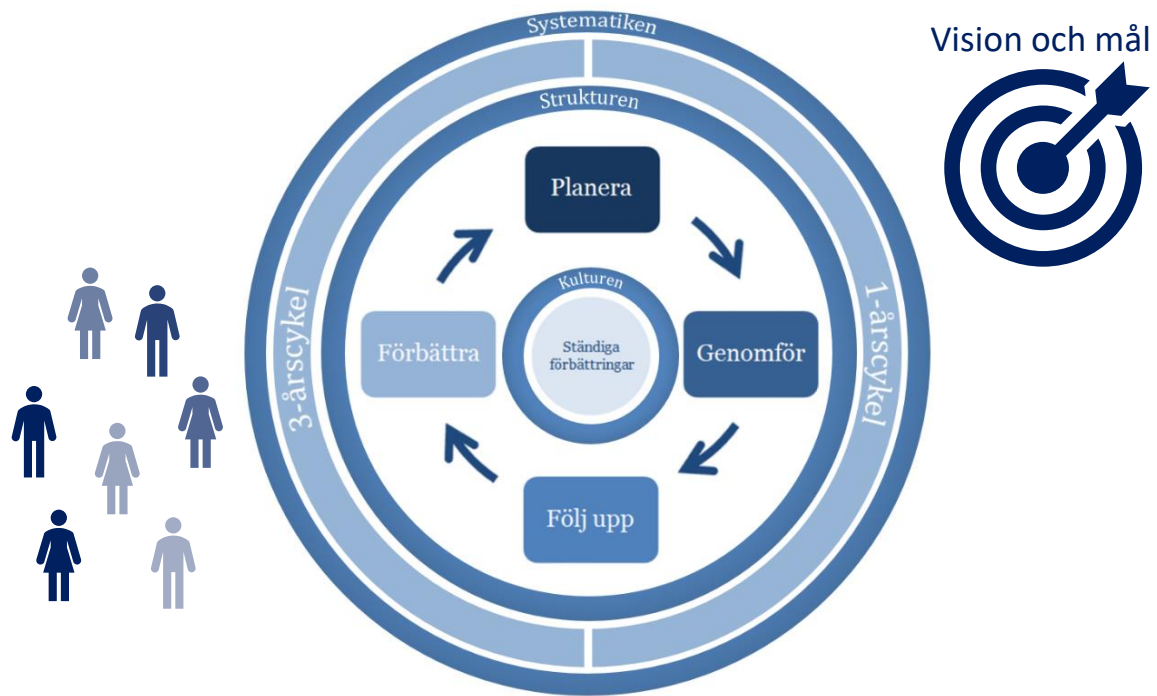 Systematiken
Vision och mål
Strukturen
Planera
Kulturen
3-årscykel
Förbättra
Ständiga
förbättringar
Genomför
1-årscykel
Följ upp